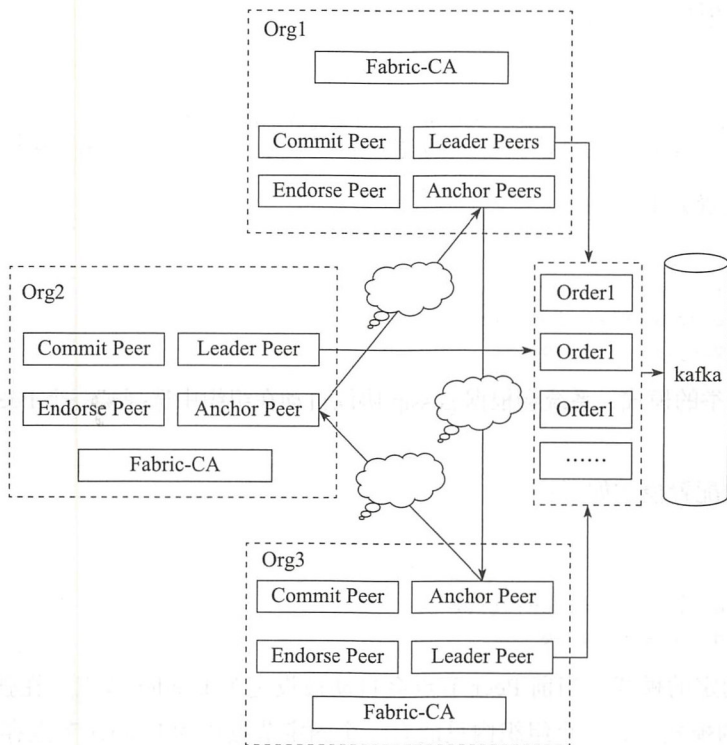 Org1
Fabric-CA
Commit Peer
Leader Peers
Endorse Peer
Anchor Peers
Org2
Commit Peer
Leader Peer
Endorse Peer
Anchor Peer
Fabric-CA
Order1
Order1
Order1
……
kafka
Org3
Commit Peer
Anchor Peer
Endorse Peer
Leader Peer
Fabric-CA